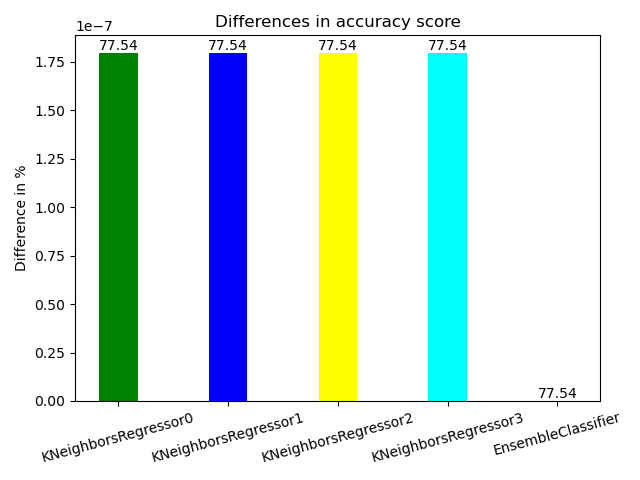 Differences in accuracy score
1e−7
77.54 77.54 77.54 77.54
1.75
1.50
1.25
1.00
0.75
0.50
0.25
0.00
77.54
Difference in %
KNeighborsRegressor0 KNeighborsRegressor1 KNeighborsRegressor2 KNeighborsRegressor3 EnsembleClassifier